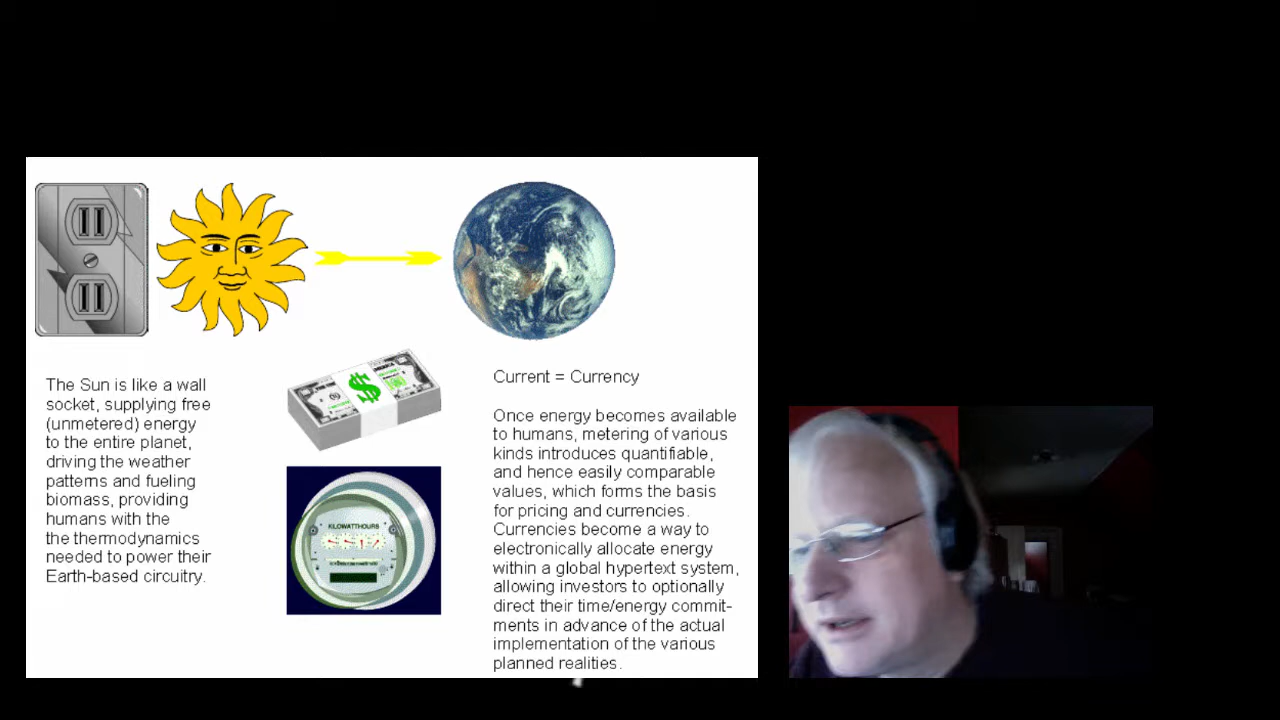 The Sun is like a wall
socket, supplying free
(unmetered) energy
to the entire planet,
driving the weather
patterns and fueling
biomass, providing
humans with the
the thermodynamics
needed to power their
Earth-based circuitry.
$
KILOWATTHOURS
Current = Currency
Once energy becomes available
to humans, metering of various
kinds introduces quantifiable,
and hence easily comparable
values, which forms the basis
for pricing and currencies.
Currencies become a way to
electronically allocate energy
within a global hypertext system,
allowing investors to optionally
direct their time/energy commit-
ments in advance of the actual
implementation of the various
planned realities.